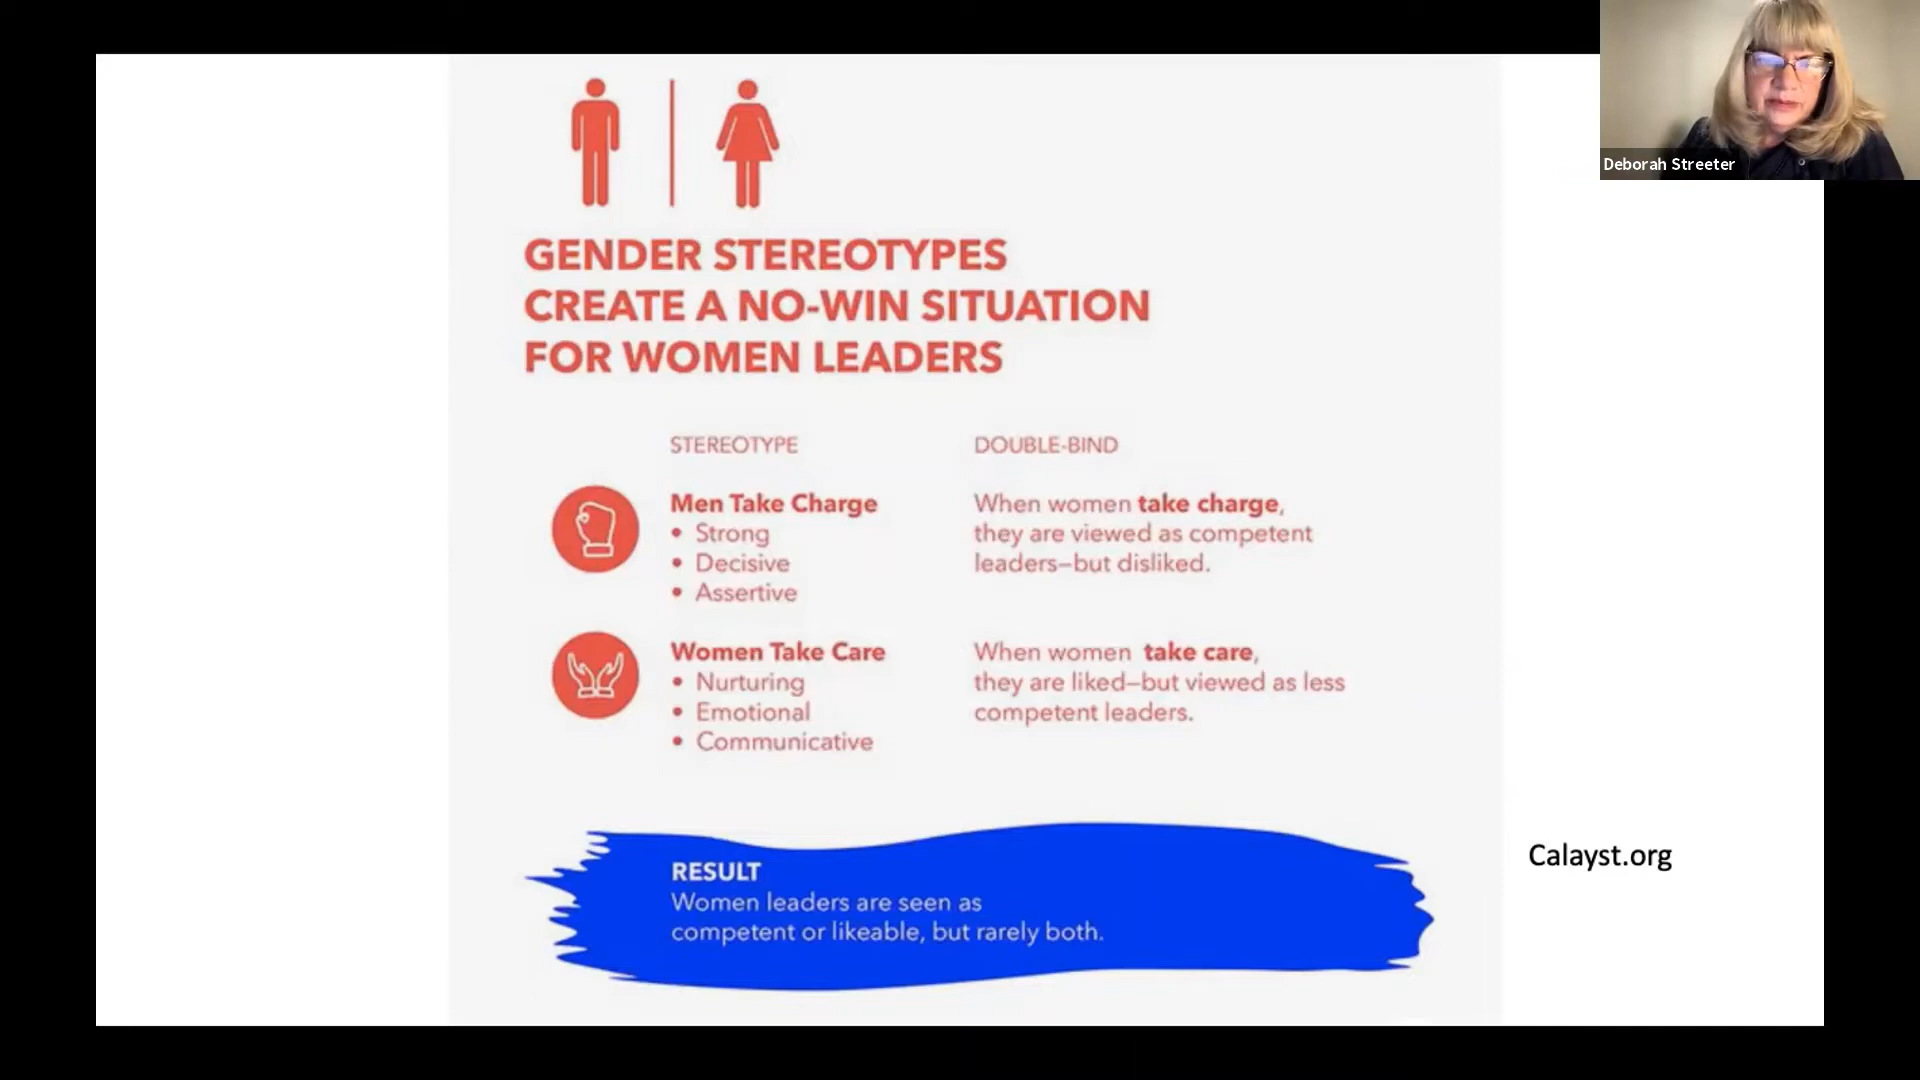 Deborah Streeter
GENDER STEREOTYPES
CREATE A NO-WIN SITUATION
FOR WOMEN LEADERS
STEREOTYPE
Men Take Charge
• Strong
• Decisive
• Assertive
DOUBLE-BIND
When women take charge,
they are viewed as competent
leaders—but disliked.
Women Take Care
• Nurturing
• Emotional
• Communicative
When women take care,
they are liked—but viewed as less
competent leaders.
RESULT
Women leaders are seen as
competent or likeable, but rarely both.
Calayst.org